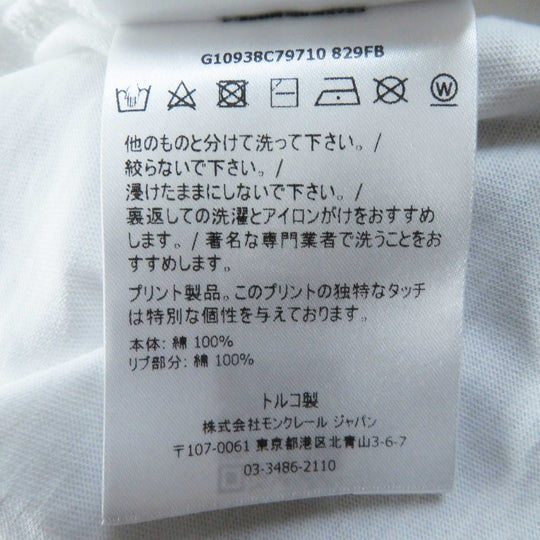 G10938C79710 829FB
W
他のものと分けて洗って下さい。/
絞らないで下さい。/
浸けたままにしないで下さい。/
裏返しての洗濯とアイロンがけをおすすめ
します。/ 著名な専門業者で洗うことをお
すすめします。
プリント製品。このプリントの独特なタッチ
は特別な個性を与えております。
本体: 綿 100%
リブ部分: 綿 100%
トルコ製
株式会社モンクレール ジャパン
〒107-0061 東京都港区北青山3-6-7
03-3486-2110